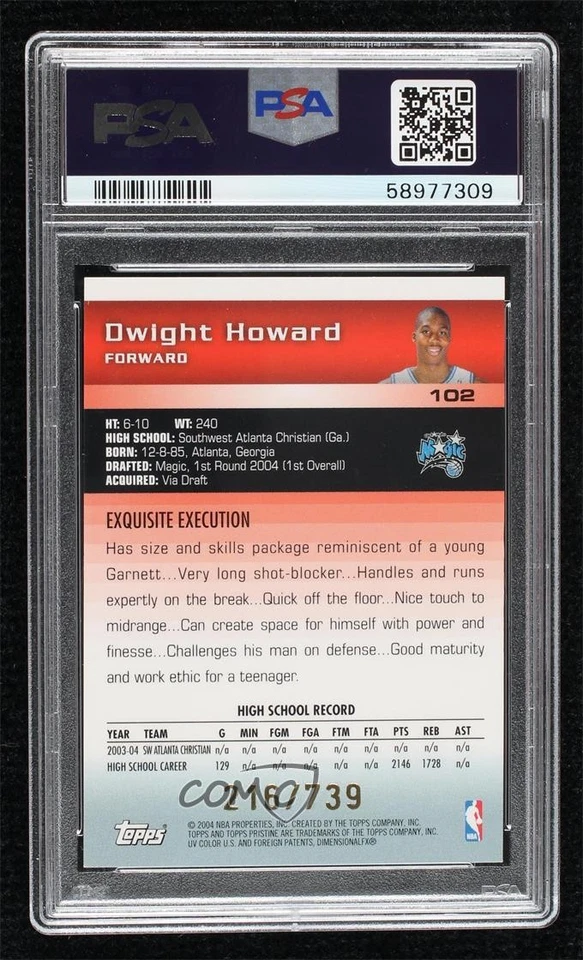 PSA PSA
58977309
Dwight Howard
FORWARD
102
HT: 6-10 WT: 240
HIGH SCHOOL: Southwest Atlanta Christian (Ga.)
BORN: 12-8-85, Atlanta, Georgia
DRAFTED: Magic, 1st Round 2004 (1st Overall)
ACQUIRED: Via Draft
MAGIC
EXQUISITE EXECUTION
Has size and skills package reminiscent of a young
Garnett...Very long shot-blocker...Handles and runs
expertly on the break...Quick off the floor...Nice touch to
midrange...Can create space for himself with power and
finesse...Challenges his man on defense...Good maturity
and work ethic for a teenager.
HIGH SCHOOL RECORD
YEAR TEAM G MIN FGM FGA FTM FTA PTS REB AST
2003-04 SW ATLANTA CHRISTIAN n/a n/a n/a n/a n/a n/a n/a n/a n/a
HIGH SCHOOL CAREER 129 n/a n/a n/a n/a n/a 2146 1728 n/a
COMC
216/739
Topps
© 2004 NBA PROPERTIES, INC. CREATED BY THE TOPPS COMPANY, INC.
TOPPS AND TOPPS PRISTINE ARE TRADEMARKS OF THE TOPPS COMPANY, INC.
UV COLOR U.S. AND FOREIGN PATENTS, DIMENSIONALFX®
NBA
PSA